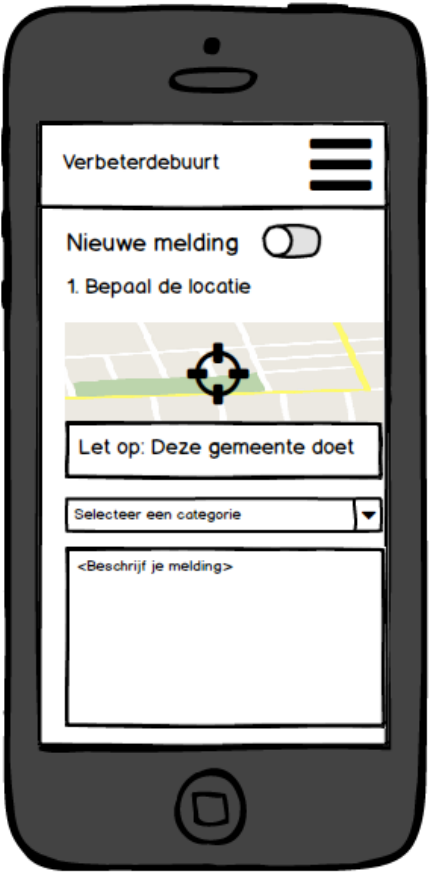 Verbeterdebuurt
Nieuwe melding
1. Bepaal de locatie
Let op: Deze gemeente doet
Selecteer een categorie
<Beschrijf je melding>